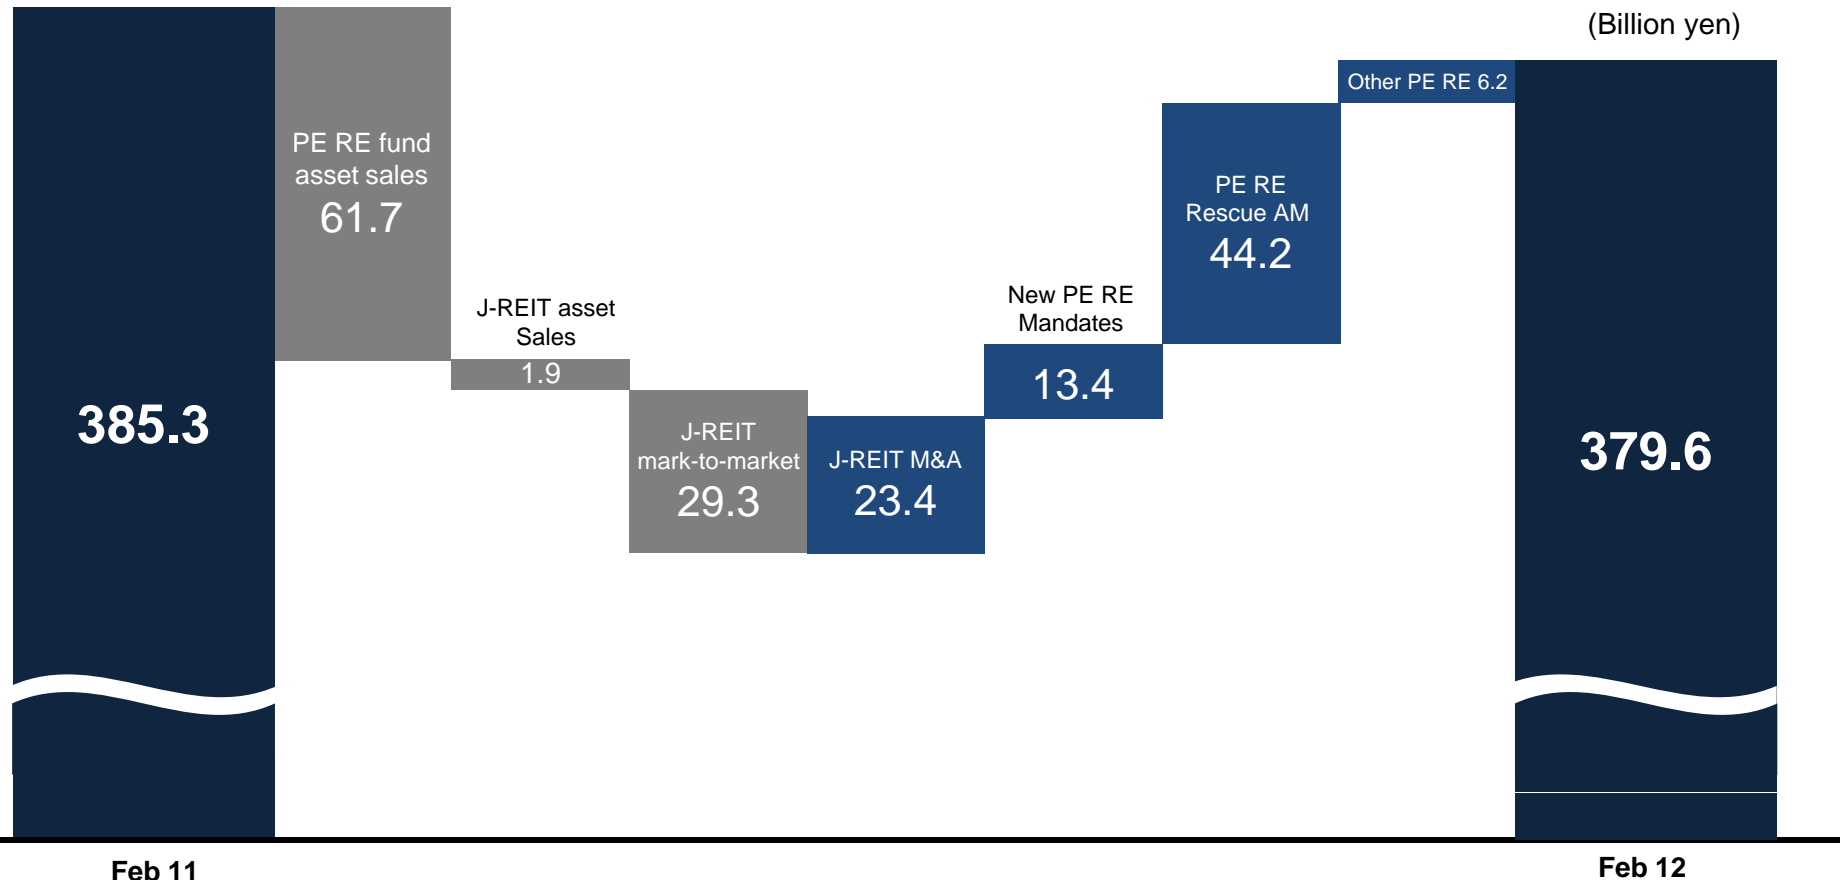 (Billion yen)
385.3
PE RE fund
asset sales
61.7
J-REIT asset
Sales
1.9
J-REIT
mark-to-market
29.3
J-REIT M&A
23.4
New PE RE
Mandates
13.4
PE RE
Rescue AM
44.2
Other PE RE 6.2
379.6
Feb 11
Feb 12